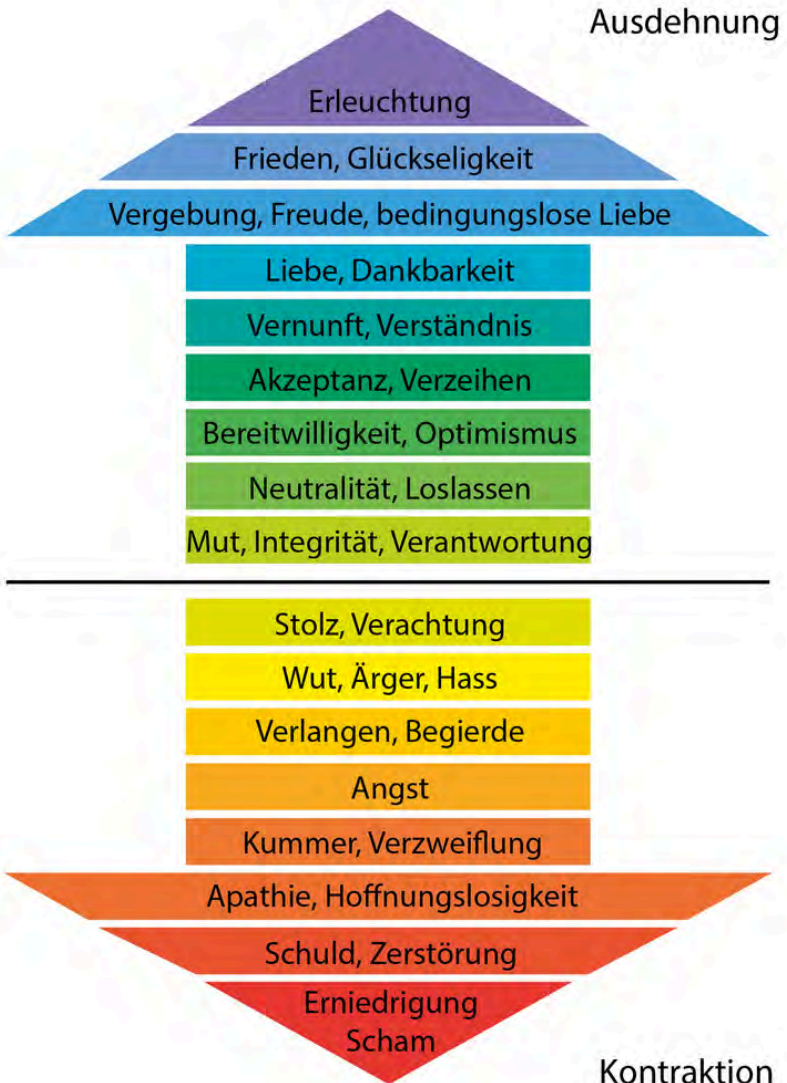 Ausdehnung
Erleuchtung
Frieden, Glückseligkeit
Vergebung, Freude, bedingungslose Liebe
Liebe, Dankbarkeit
Vernunft, Verständnis
Akzeptanz, Verzeihen
Bereitwilligkeit, Optimismus
Neutralität, Loslassen
Mut, Integrität, Verantwortung
Stolz, Verachtung
Wut, Ärger, Hass
Verlangen, Begierde
Angst
Kummer, Verzweiflung
Apathie, Hoffnungslosigkeit
Schuld, Zerstörung
Erniedrigung
Scham
Kontraktion